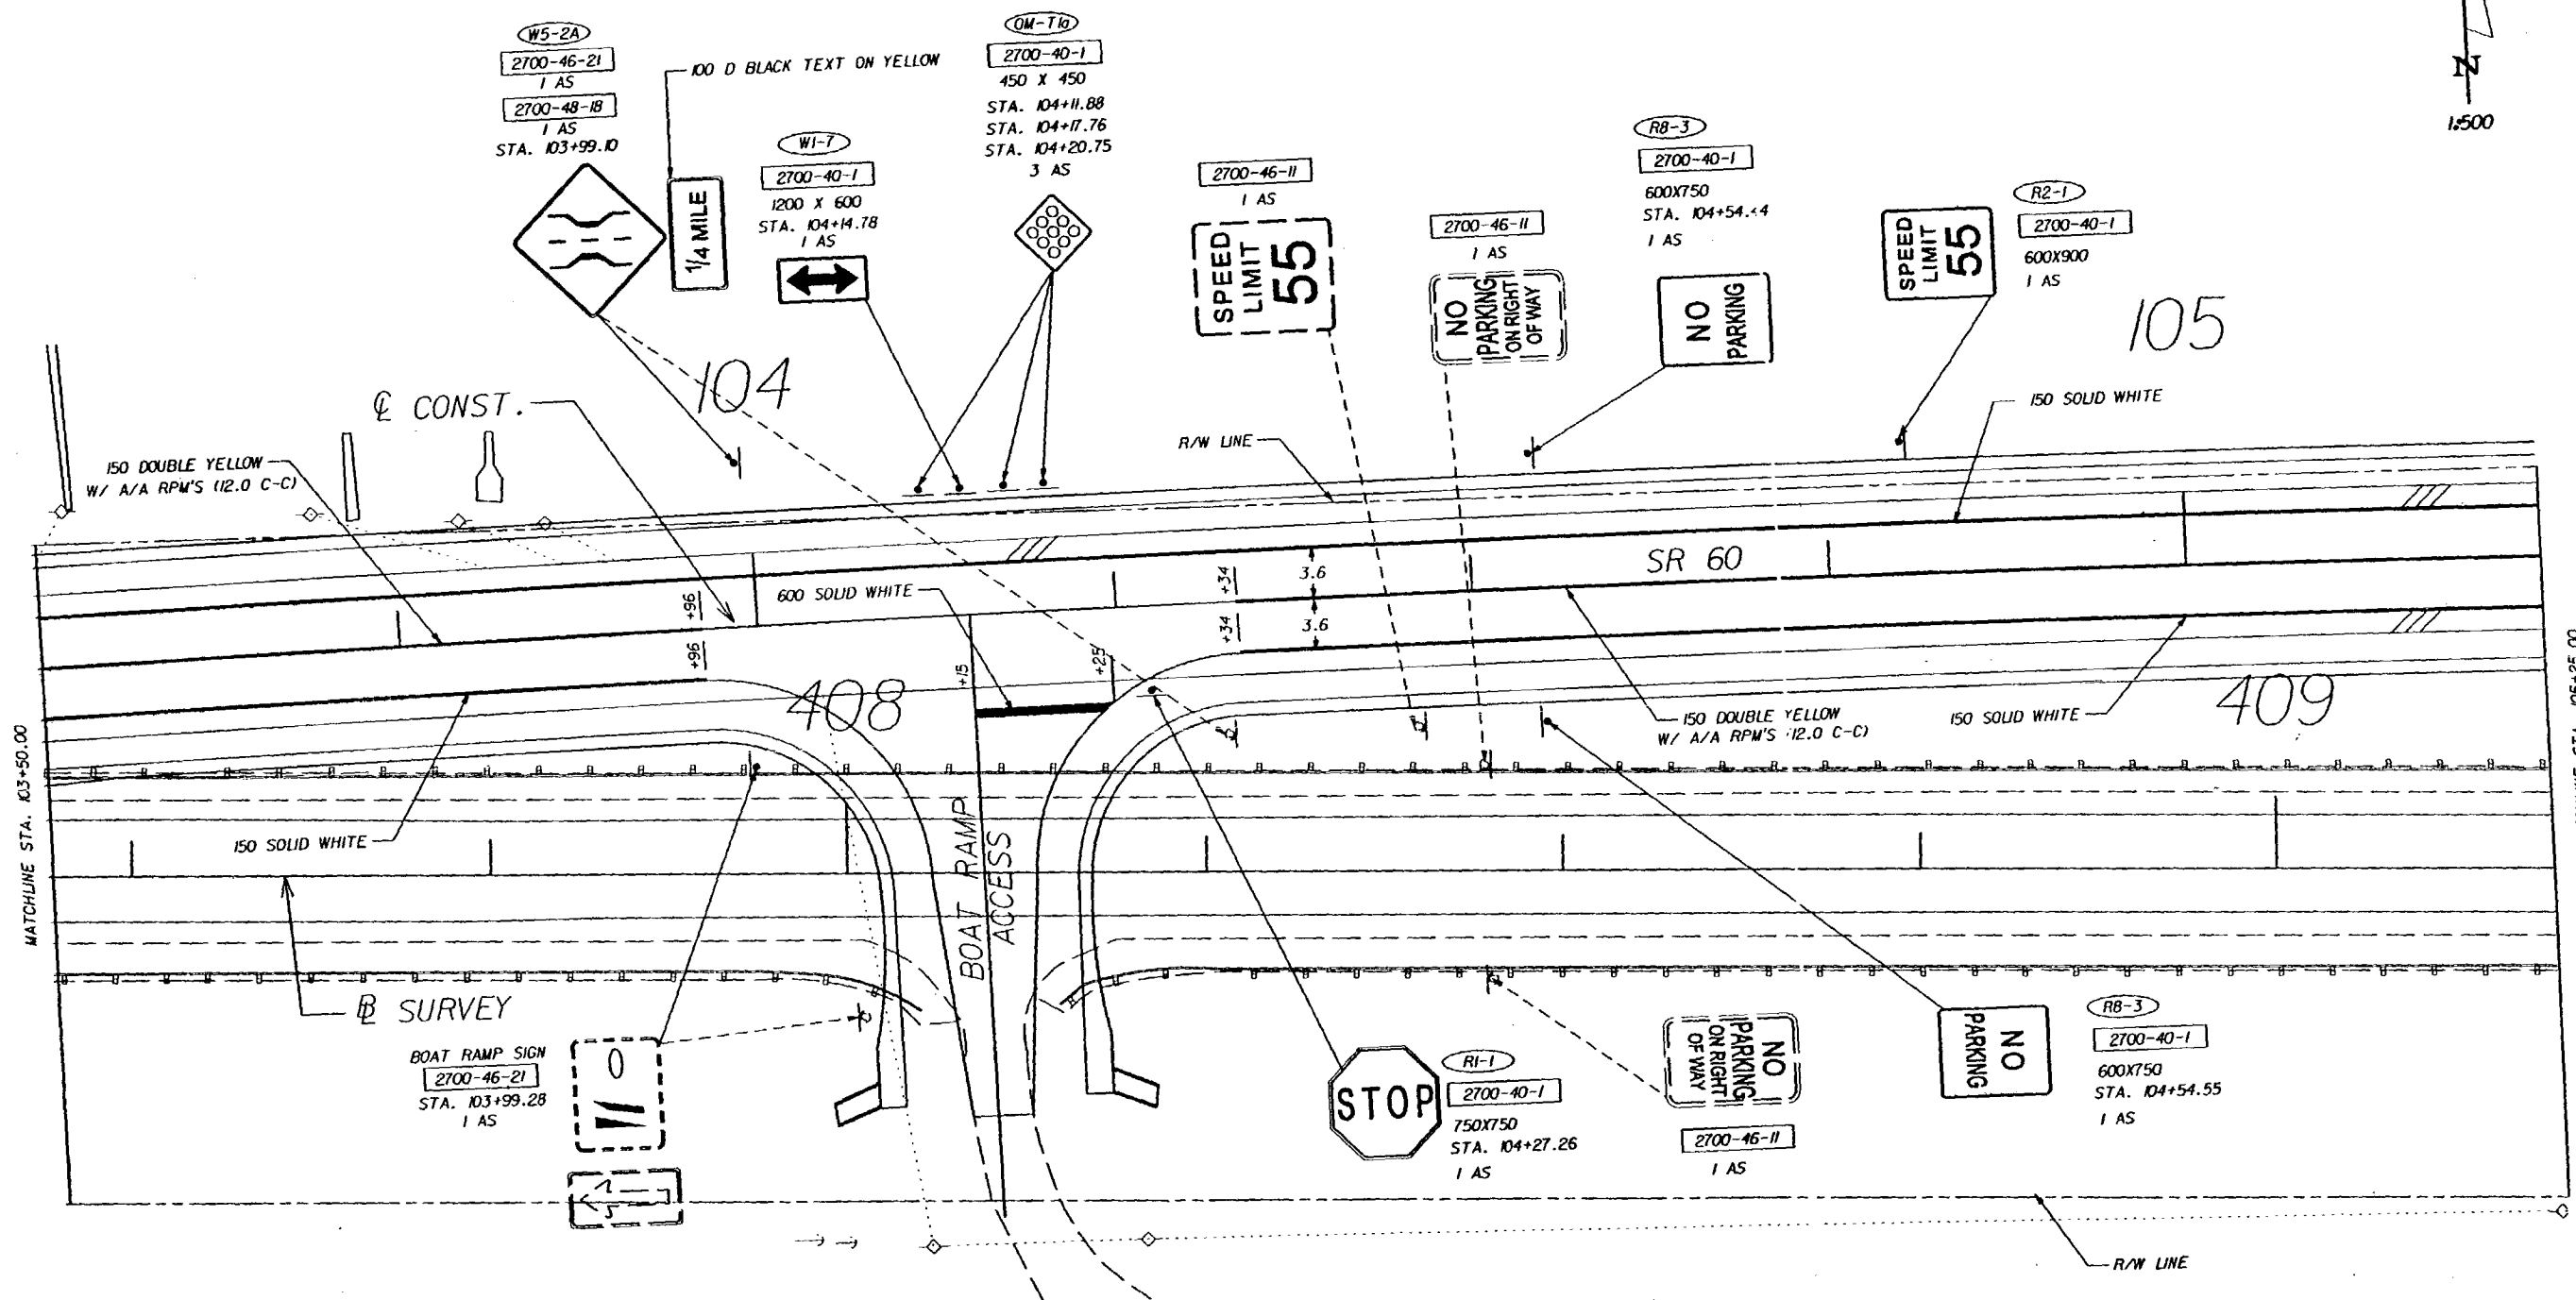 W5-2A
2700-46-21
1 AS
2700-48-18
1 AS
STA. 103+99.10
100 D BLACK TEXT ON YELLOW
1/4 MILE
W1-7
2700-40-1
1200 X 600
STA. 104+14.78
1 AS
OM-T1a
2700-40-1
450 X 450
STA. 104+11.88
STA. 104+17.76
STA. 104+20.75
3 AS
2700-46-11
1 AS
SPEED
LIMIT
55
2700-46-11
1 AS
NO
PARKING
ON RIGHT
OF WAY
R8-3
2700-40-1
600X750
1 AS
NO
PARKING
SPEED
LIMIT
55
R2-1
2700-40-1
600X900
1 AS
N
1:500
104
105
℄ CONST.
150 DOUBLE YELLOW
W/ A/A RPM'S (12.0 C-C)
R/W LINE
150 SOLID WHITE
SR 60
600 SOLID WHITE
+96
+96
+34
+34
3.6
3.6
+15
+25
408
409
150 DOUBLE YELLOW
W/ A/A RPM'S (12.0 C-C)
150 SOLID WHITE
MATCHLINE STA. 103+50.00
150 SOLID WHITE
BOAT RAMP
ACCESS
SURVEY
BOAT RAMP SIGN
2700-46-21
STA. 103+99.28
1 AS
STOP
R1-1
2700-40-1
750X750
STA. 104+27.26
1 AS
NO
PARKING
ON RIGHT
OF WAY
2700-46-11
1 AS
NO
PARKING
R8-3
2700-40-1
600X750
STA. 104+54.55
1 AS
R/W LINE